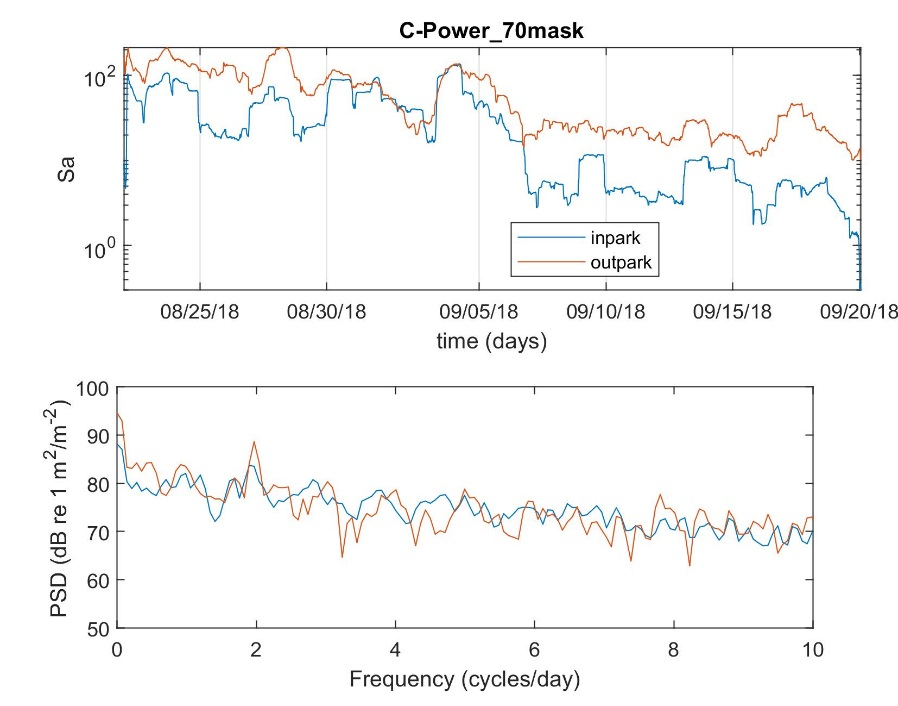 C-Power_70mask
Sa
10²
10⁰
inpark
outpark
08/25/18 08/30/18 09/05/18 09/10/18 09/15/18 09/20/18
time (days)
PSD (dB re 1 m²/m⁻²)
100
90
80
70
60
50
0 2 4 6 8 10
Frequency (cycles/day)